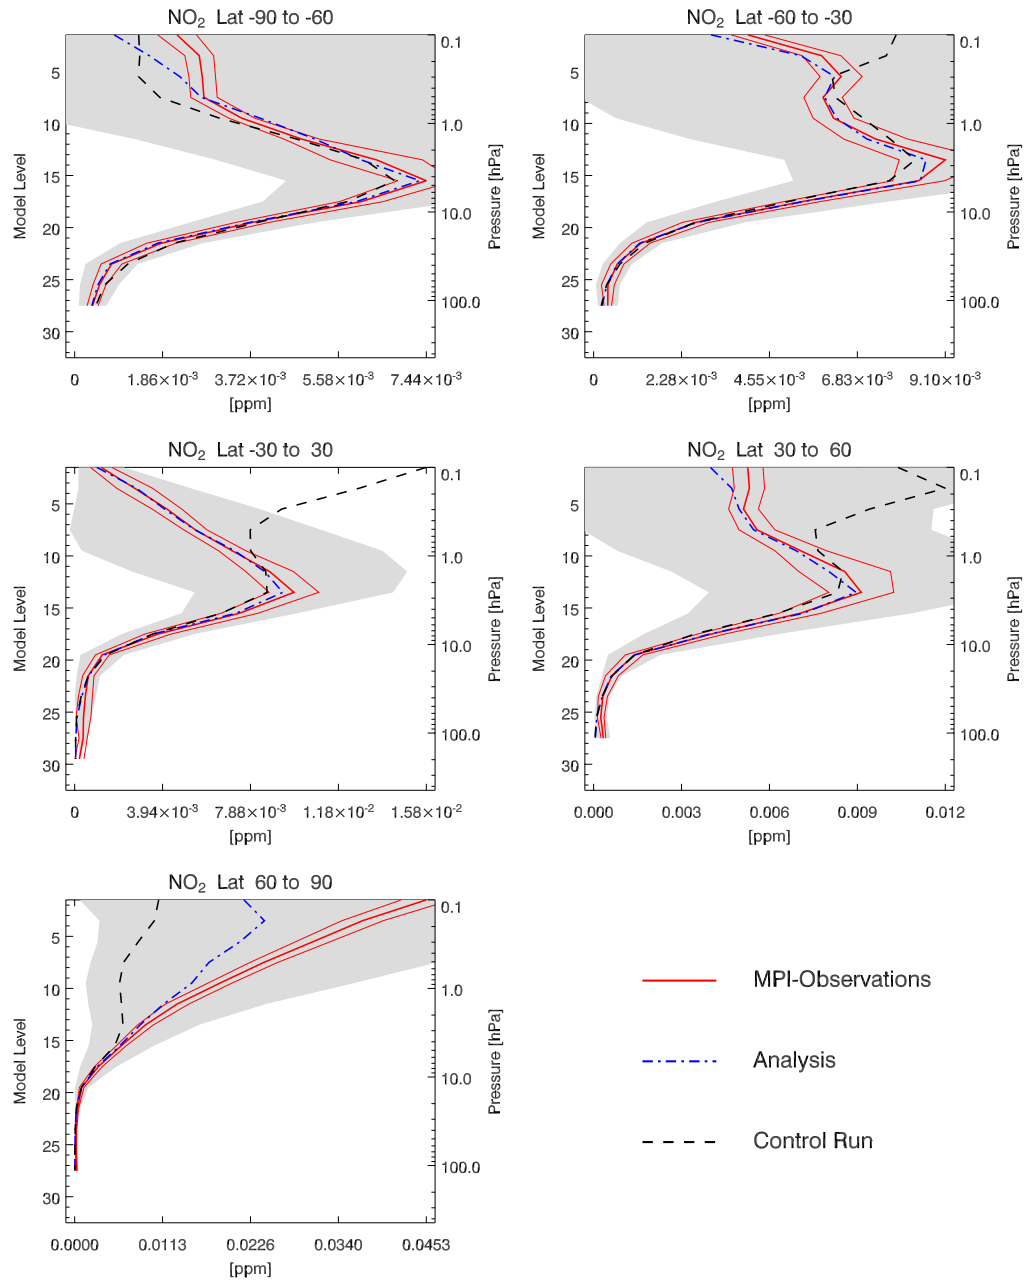 NO₂ Lat -90 to -60
Model Level
5
10
15
20
25
30
0.1
1.0
10.0
100.0
Pressure [hPa]
0 1.86×10⁻³ 3.72×10⁻³ 5.58×10⁻³ 7.44×10⁻³
[ppm]
NO₂ Lat -60 to -30
Model Level
5
10
15
20
25
30
0.1
1.0
10.0
100.0
Pressure [hPa]
0 2.28×10⁻³ 4.55×10⁻³ 6.83×10⁻³ 9.10×10⁻³
[ppm]
NO₂ Lat -30 to 30
Model Level
5
10
15
20
25
30
0.1
1.0
10.0
100.0
Pressure [hPa]
0 3.94×10⁻³ 7.88×10⁻³ 1.18×10⁻² 1.58×10⁻²
[ppm]
NO₂ Lat 30 to 60
Model Level
5
10
15
20
25
30
0.1
1.0
10.0
100.0
Pressure [hPa]
0.000 0.003 0.006 0.009 0.012
[ppm]
NO₂ Lat 60 to 90
Model Level
5
10
15
20
25
30
0.1
1.0
10.0
100.0
Pressure [hPa]
0.0000 0.0113 0.0226 0.0340 0.0453
[ppm]
MPI-Observations
Analysis
Control Run